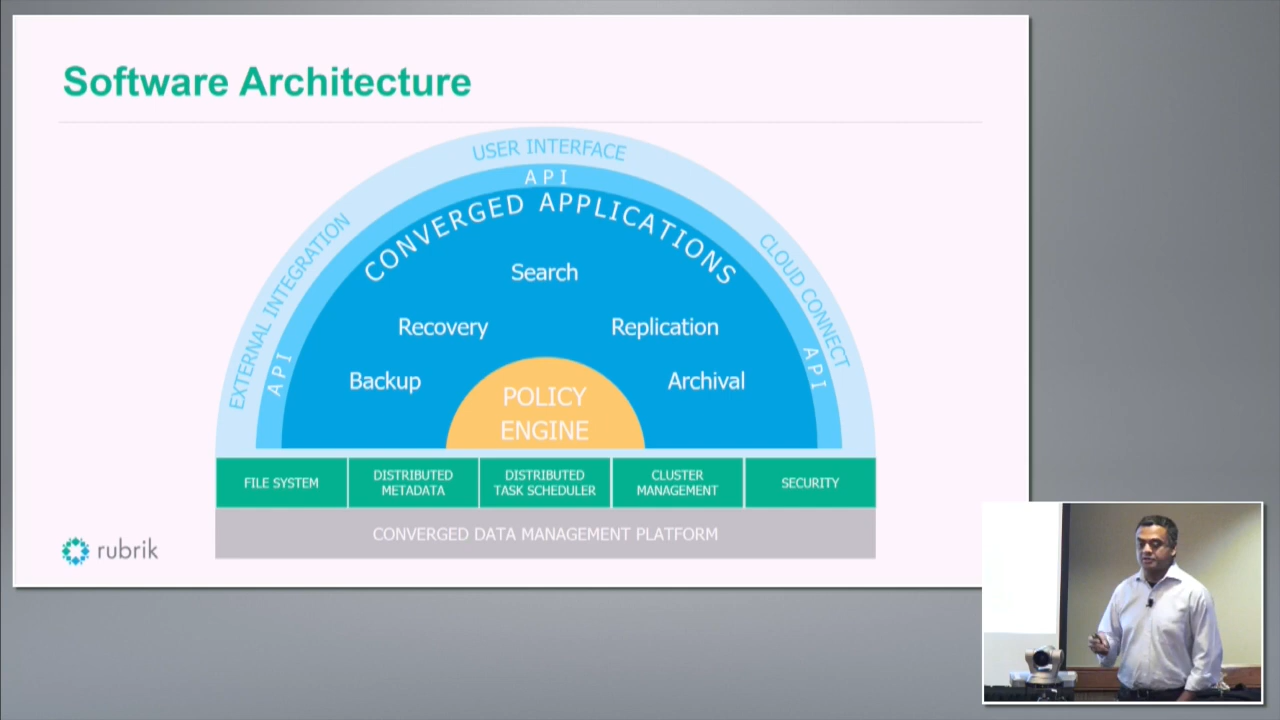 Software Architecture
USER INTERFACE
API
CONVERGED APPLICATIONS
EXTERNAL INTEGRATION
CLOUD CONNECT
Search
Recovery
Replication
API
API
Backup
Archival
POLICY
ENGINE
FILE SYSTEM
DISTRIBUTED
METADATA
DISTRIBUTED
TASK SCHEDULER
CLUSTER
MANAGEMENT
SECURITY
CONVERGED DATA MANAGEMENT PLATFORM
rubrik